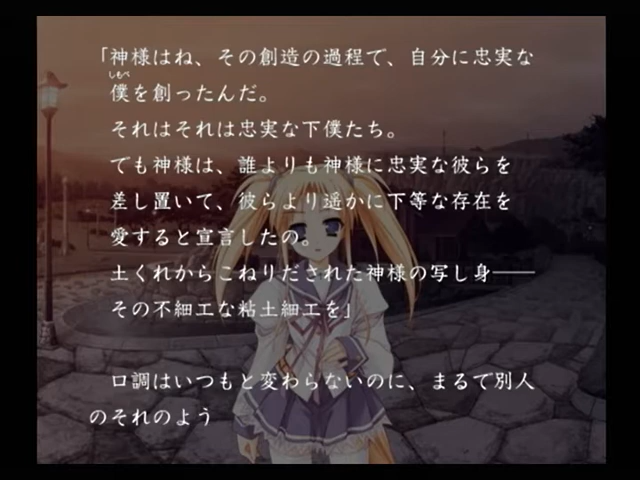 「神様はね、その創造の過程で、自分に忠実な
しもべ
僕を創ったんだ。
それはそれは忠実な下僕たち。
でも神様は、誰よりも神様に忠実な彼らを
差し置いて、彼らより遥かに下等な存在を
愛すると宣言したの。
土くれからこねりだされた神様の写し身――
その不細工な粘土細工を」
口調はいつもと変わらないのに、まるで別人
のそれのよう